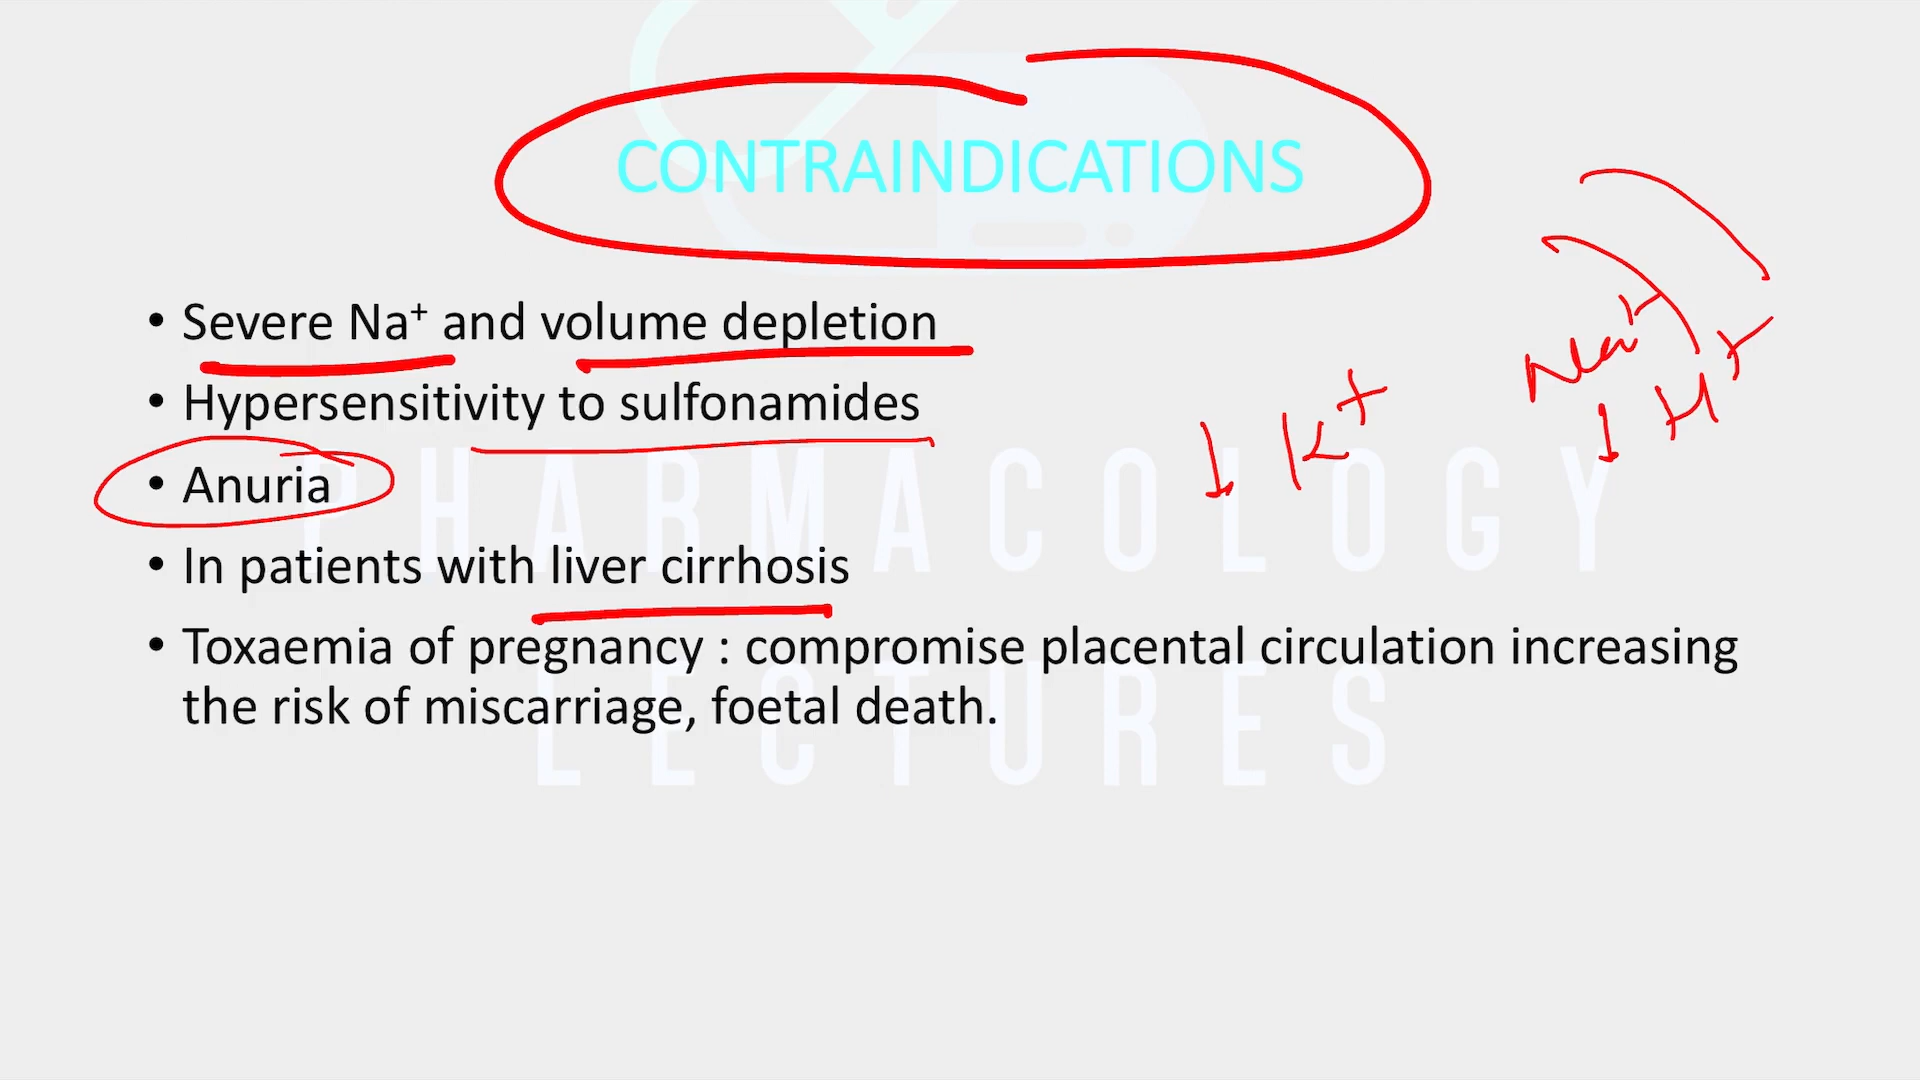 CONTRAINDICATIONS
• Severe Na⁺ and volume depletion
• Hypersensitivity to sulfonamides
• Anuria
• In patients with liver cirrhosis
• Toxaemia of pregnancy : compromise placental circulation increasing
the risk of miscarriage, foetal death.
↓ K⁺
Na⁺
↓ H⁺
PHARMACOLOGY
LECTURES